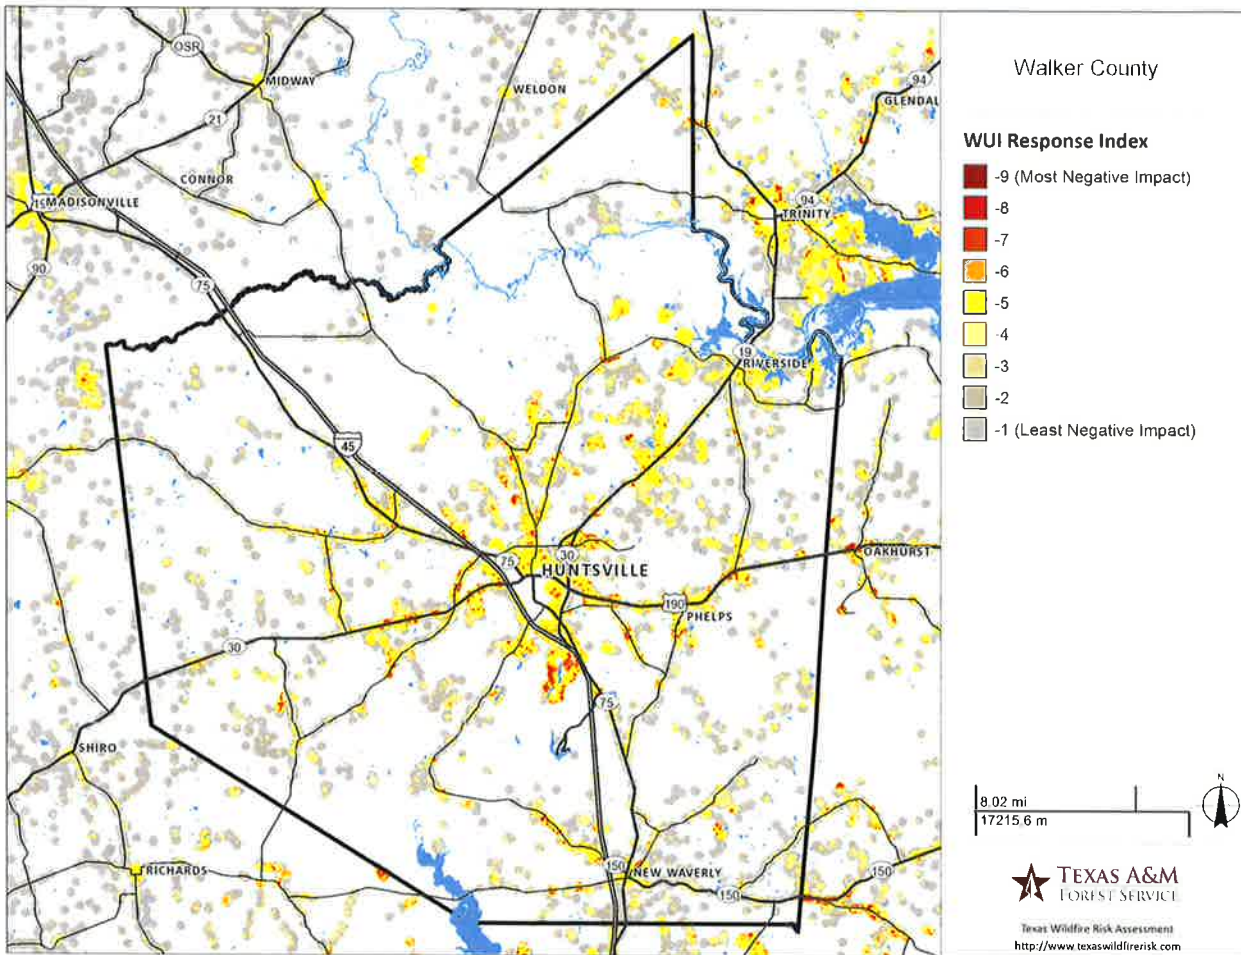 Walker County
WUI Response Index
-9 (Most Negative Impact)
-8
-7
-6
-5
-4
-3
-2
-1 (Least Negative Impact)
OSR
MIDWAY
WELDON
94
GLENDAL
21
CONNOR
MADISONVILLE
94
TRINITY
90
75
19
RIVERSIDE
45
OAKHURST
75
30
HUNTSVILLE
190
PHELPS
30
75
SHIRO
RICHARDS
150
NEW WAVERLY
150
150
N
8.02 mi
17215.6 m
TEXAS A&M
FOREST SERVICE
Texas Wildfire Risk Assessment
http://www.texaswildfirerisk.com